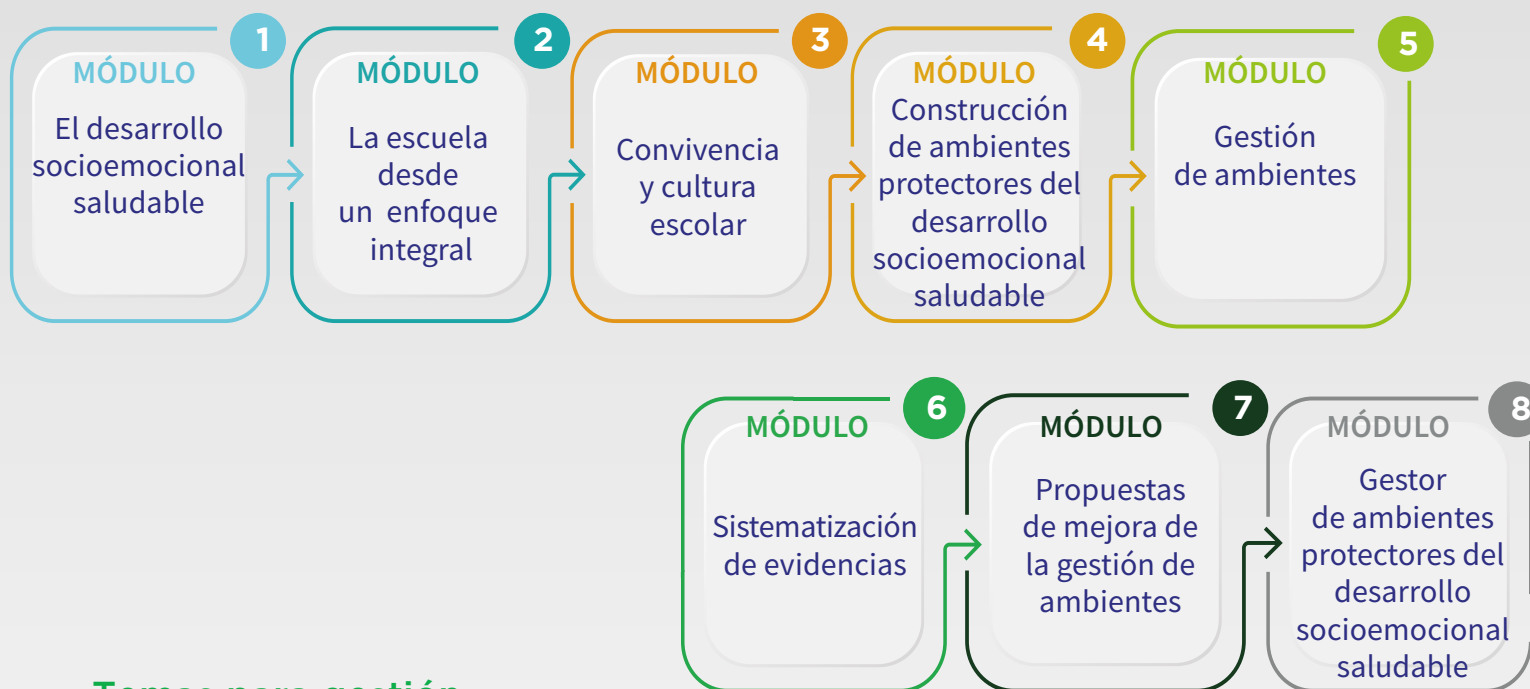 1
MÓDULO
El desarrollo
socioemocional
saludable
2
MÓDULO
La escuela
desde
un enfoque
integral
3
MÓDULO
Convivencia
y cultura
escolar
4
MÓDULO
Construcción
de ambientes
protectores del
desarrollo
socioemocional
saludable
5
MÓDULO
Gestión
de ambientes
6
MÓDULO
Sistematización
de evidencias
7
MÓDULO
Propuestas
de mejora de
la gestión de
ambientes
8
MÓDULO
Gestor
de ambientes
protectores del
desarrollo
socioemocional
saludable
Temas para gestión